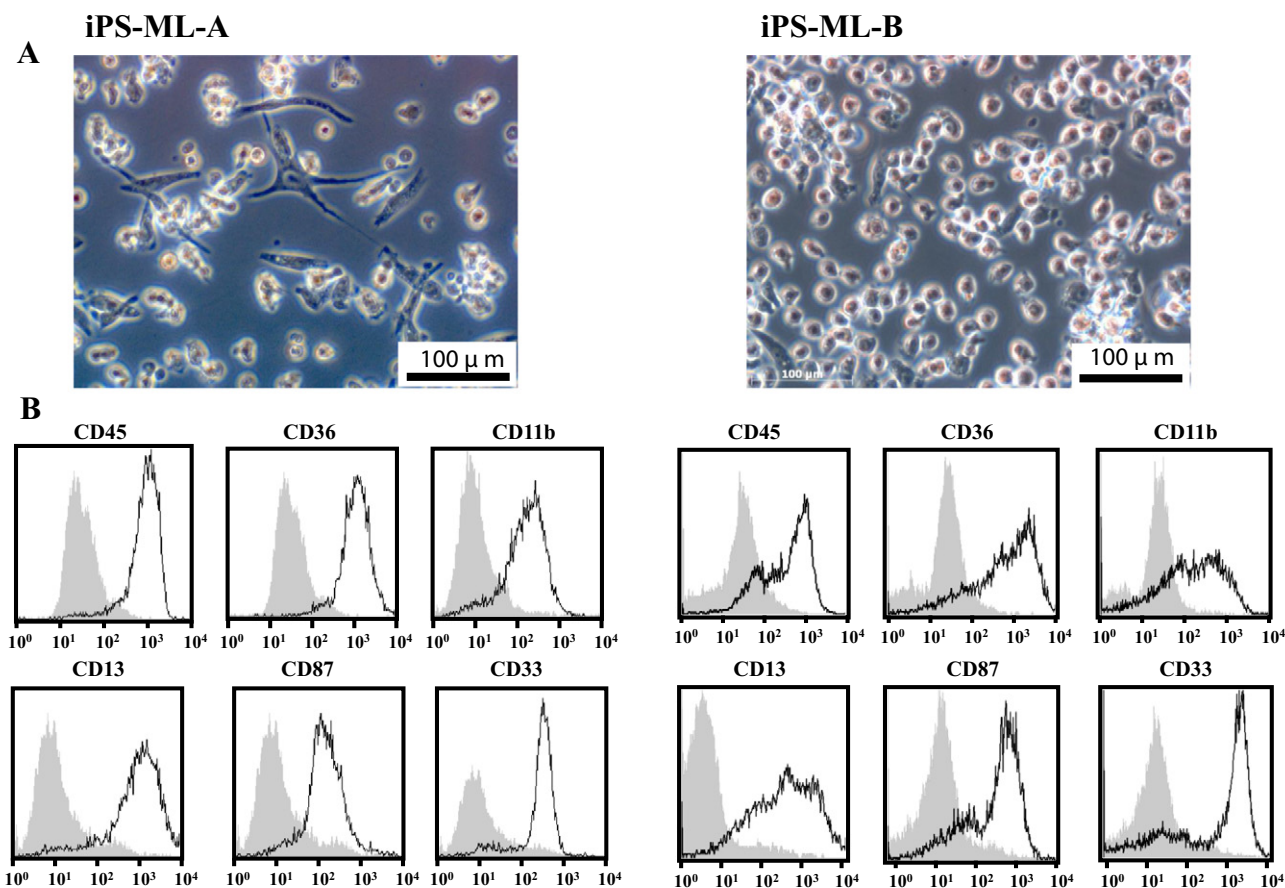 iPS-ML-A iPS-ML-B
A
100 μ m 100 μm 100 μ m
B
CD45 CD36 CD11b CD45 CD36 CD11b
10⁰ 10¹ 10² 10³ 10⁴ 10⁰ 10¹ 10² 10³ 10⁴ 10⁰ 10¹ 10² 10³ 10⁴ 10⁰ 10¹ 10² 10³ 10⁴ 10⁰ 10¹ 10² 10³ 10⁴ 10⁰ 10¹ 10² 10³ 10⁴
CD13 CD87 CD33 CD13 CD87 CD33
10⁰ 10¹ 10² 10³ 10⁴ 10⁰ 10¹ 10² 10³ 10⁴ 10⁰ 10¹ 10² 10³ 10⁴ 10⁰ 10¹ 10² 10³ 10⁴ 10⁰ 10¹ 10² 10³ 10⁴ 10⁰ 10¹ 10² 10³ 10⁴